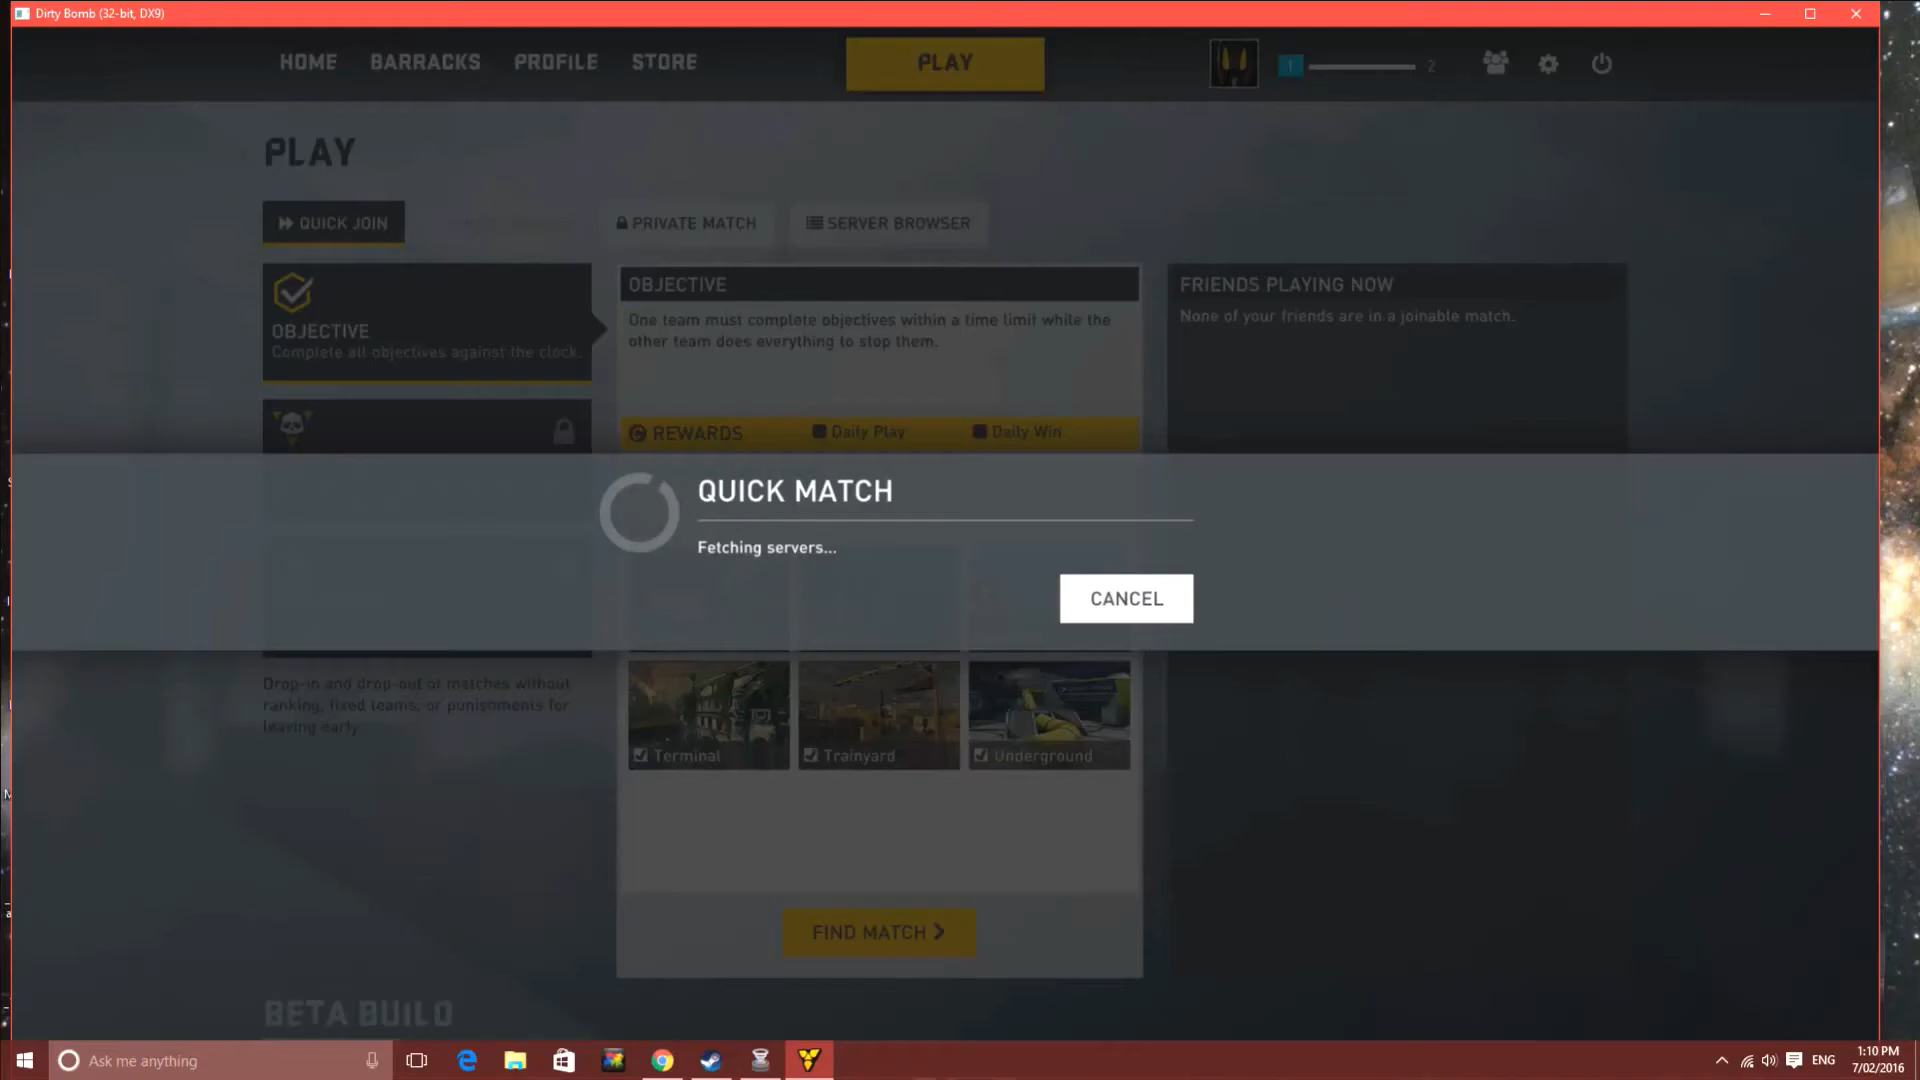 Dirty Bomb (32-bit, DX9)
HOME BARRACKS PROFILE STORE PLAY 1 2
PLAY
QUICK JOIN PRIVATE MATCH SERVER BROWSER
OBJECTIVE
Complete all objectives against the clock.
OBJECTIVE
One team must complete objectives within a time limit while the
other team does everything to stop them.
REWARDS Daily Play Daily Win
FRIENDS PLAYING NOW
None of your friends are in a joinable match.
QUICK MATCH
Fetching servers...
CANCEL
Drop-in and drop-out of matches without
ranking, fixed teams, or punishments for
leaving early
Terminal Trainyard Underground
FIND MATCH
BETA BUILD
Ask me anything
ENG
1:10 PM
7/02/2016